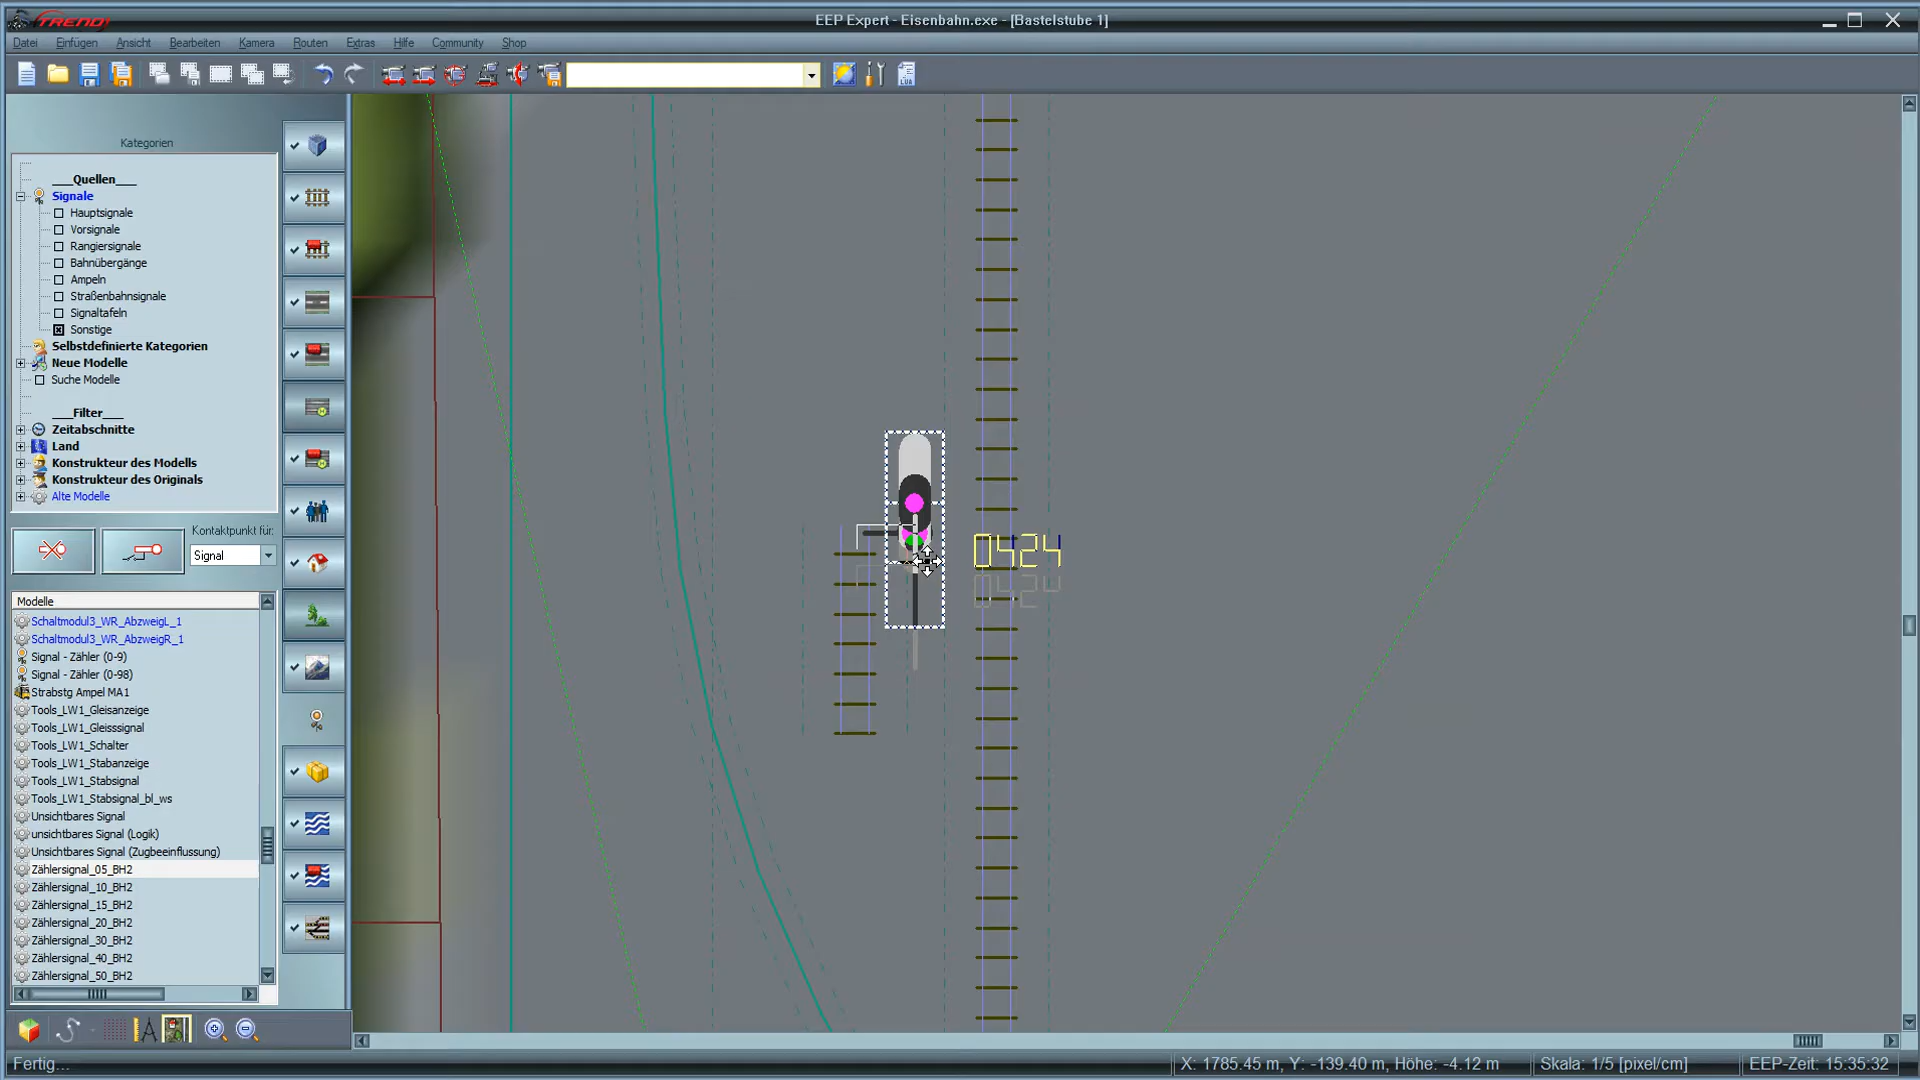 TREND!
EEP Expert - Eisenbahn.exe - [Bastelstube 1]
Datei Einfügen Ansicht Bearbeiten Kamera Routen Extras Hilfe Community Shop
LUA
Kategorien
___Quellen___
Signale
Hauptsignale
Vorsignale
Rangiersignale
Bahnübergänge
Ampeln
Straßenbahnsignale
Signaltafeln
Sonstige
Selbstdefinierte Kategorien
Neue Modelle
Suche Modelle
___Filter___
Zeitabschnitte
Land
Konstrukteur des Modells
Konstrukteur des Originals
Alte Modelle
Kontaktpunkt für:
Signal
0424
0424
Modelle
Schaltmodul3_WR_AbzweigL_1
Schaltmodul3_WR_AbzweigR_1
Signal - Zähler (0-9)
Signal - Zähler (0-98)
Strabstg Ampel MA1
Tools_LW1_Gleisanzeige
Tools_LW1_Gleisssignal
Tools_LW1_Schalter
Tools_LW1_Stabanzeige
Tools_LW1_Stabsignal
Tools_LW1_Stabsignal_bl_ws
Unsichtbares Signal
unsichtbares Signal (Logik)
Unsichtbares Signal (Zugbeeinflussung)
Zählersignal_05_BH2
Zählersignal_10_BH2
Zählersignal_15_BH2
Zählersignal_20_BH2
Zählersignal_30_BH2
Zählersignal_40_BH2
Zählersignal_50_BH2
Fertig...
X: 1785.45 m, Y: -139.40 m, Höhe: -4.12 m
Skala: 1/5 [pixel/cm]
EEP-Zeit: 15:35:32